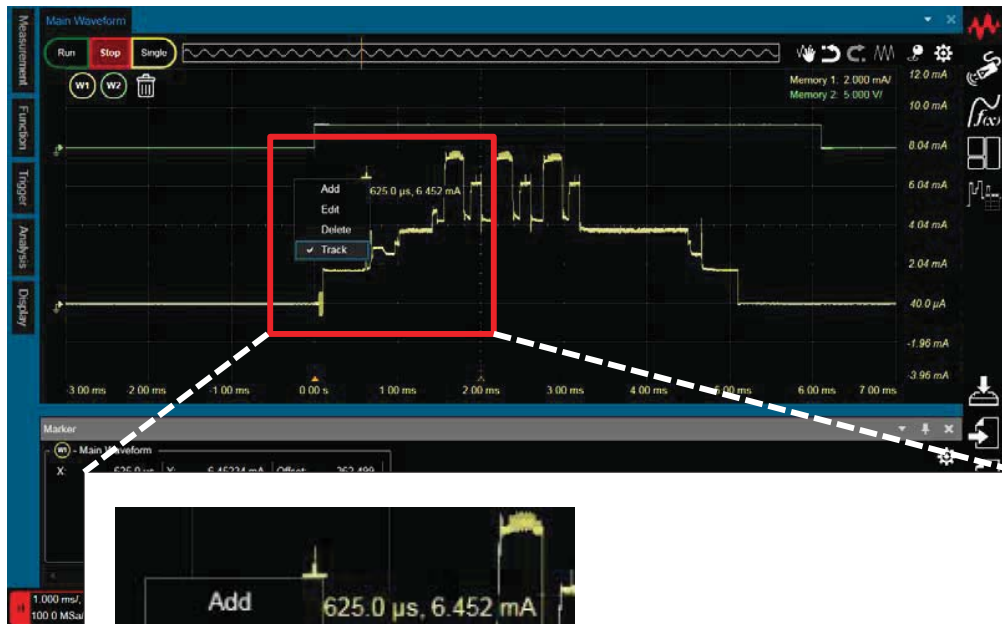 Main Waveform
Measurement
Function
Trigger
Analysis
Display
Run Stop Single
W1 W2
f(x)
Memory 1: 2.000 mA/
Memory 2: 5.000 V/
12.0 mA
10.0 mA
8.04 mA
6.04 mA
4.04 mA
2.04 mA
40.0 µA
-1.96 mA
-3.96 mA
625.0 µs, 6.452 mA
Add
Edit
Delete
Track
-3.00 ms -2.00 ms -1.00 ms 0.00 s 1.00 ms 2.00 ms 3.00 ms 4.00 ms 6.00 ms 7.00 ms
Marker
W1 - Main Waveform
X: 625.0 µs Y: 6.45234 mA Offset: 262,499
1.000 ms/,
100.0 MSa/
Add
625.0 µs, 6.452 mA